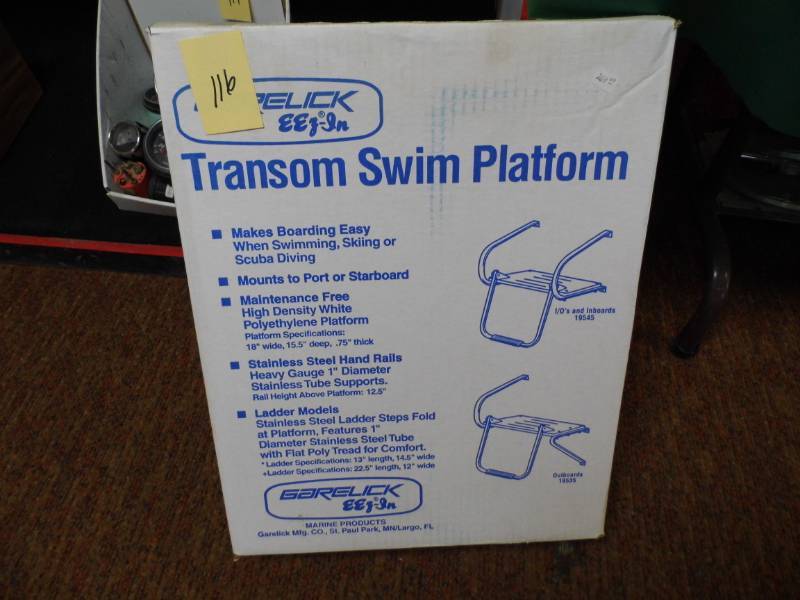 116
GARELICK
EEz-In®
Transom Swim Platform
Makes Boarding Easy
When Swimming, Skiing or
Scuba Diving
Mounts to Port or Starboard
Maintenance Free
High Density White
Polyethylene Platform
Platform Specifications:
18" wide, 15.5" deep, .75" thick
Stainless Steel Hand Rails
Heavy Gauge 1" Diameter
Stainless Tube Supports.
Rail Height Above Platform: 12.5"
Ladder Models
Stainless Steel Ladder Steps Fold
at Platform, Features 1"
Diameter Stainless Steel Tube
with Flat Poly Tread for Comfort.
*Ladder Specifications: 13" length, 14.5" wide
+Ladder Specifications: 22.5" length, 12" wide
I/O's and Inboards
19545
Outboards
19535
GARELICK
EEz-In®
MARINE PRODUCTS
Garelick Mfg. CO., St. Paul Park, MN/Largo, FL